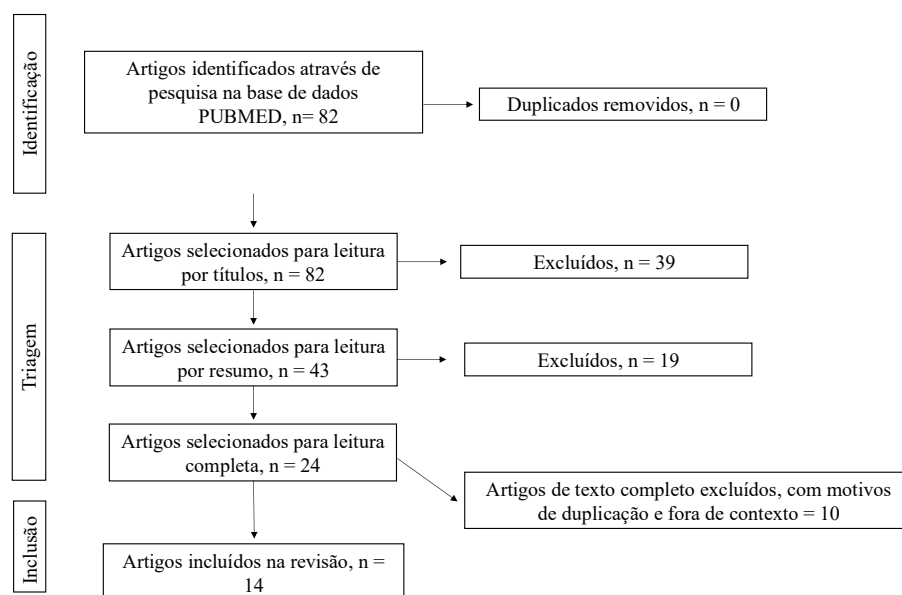 Identificação
Artigos identificados através de
pesquisa na base de dados
PUBMED, n= 82
Duplicados removidos, n = 0
Triagem
Artigos selecionados para leitura
por títulos, n = 82
Excluídos, n = 39
Artigos selecionados para leitura
por resumo, n = 43
Excluídos, n = 19
Artigos selecionados para leitura
completa, n = 24
Artigos de texto completo excluídos, com motivos
de duplicação e fora de contexto = 10
Inclusão
Artigos incluídos na revisão, n =
14